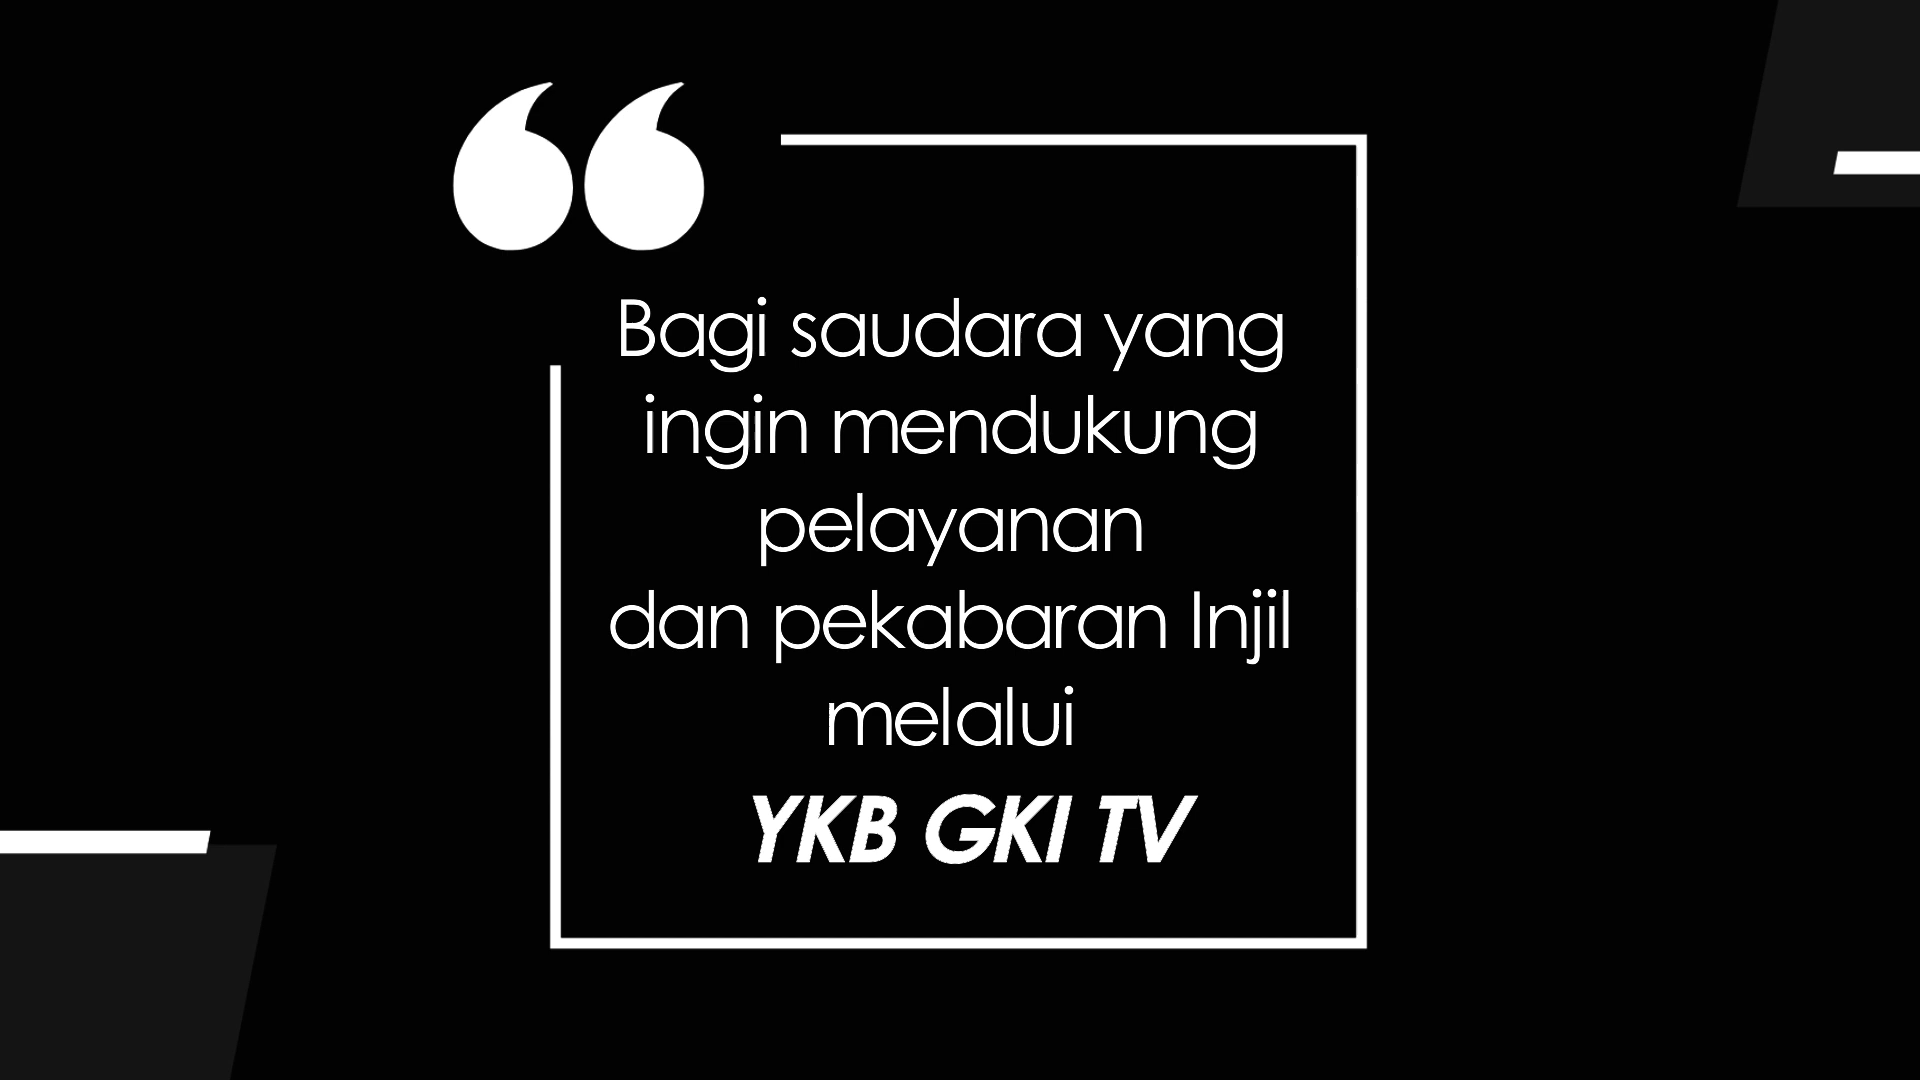 Bagi saudara yang
ingin mendukung
pelayanan
dan pekabaran Injil
melalui
YKB GKI TV